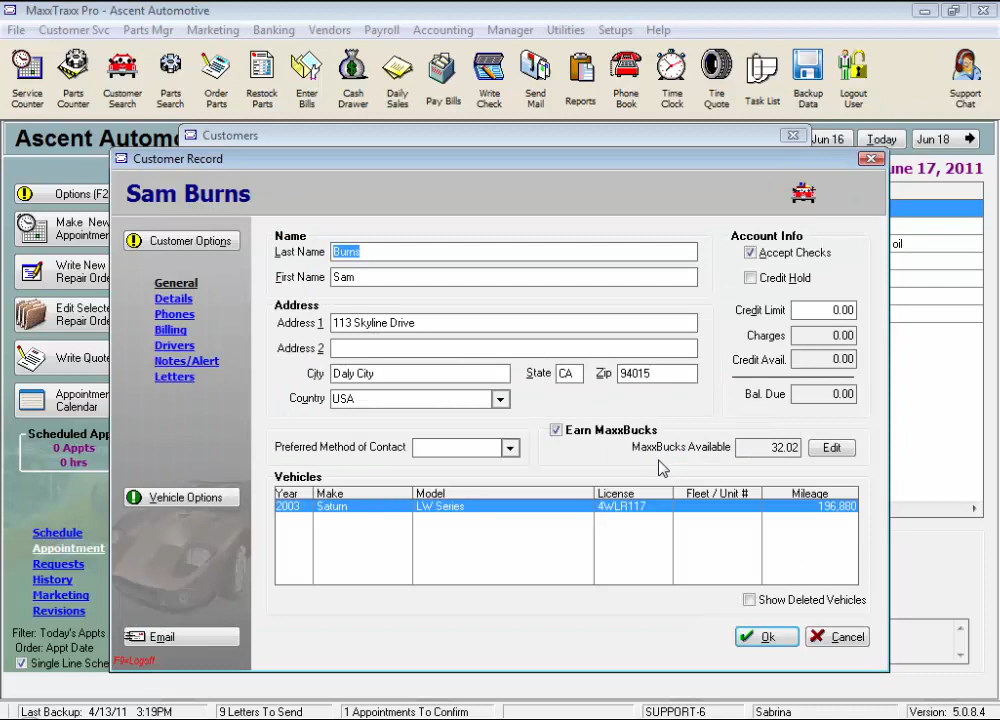 MaxxTraxx Pro - Ascent Automotive
File Customer Svc Parts Mgr Marketing Banking Vendors Payroll Accounting Manager Utilities Setups Help
Service Counter
Parts Counter
Customer Search
Parts Search
Order Parts
Restock Parts
Enter Bills
Cash Drawer
Daily Sales
Pay Bills
Write Check
Send Mail
Reports
Phone Book
Time Clock
Tire Quote
Task List
Backup Data
Logout User
Support Chat
Ascent Autom
Customers
Jun 16 Today Jun 18
Customer Record
une 17, 2011
Options (F2
Make New
Appointmer
Write New
Repair Orde
Edit Selecte
Repair Orde
Write Quote
Appointmer
Calendar
Scheduled App
0 Appts
0 hrs
Schedule
Appointment
Requests
History
Marketing
Revisions
Filter: Today's Appts
Order: Appt Date
Single Line Sche
oil
Sam Burns
Customer Options
General
Details
Phones
Billing
Drivers
Notes/Alert
Letters
Vehicle Options
Email
F9=Logoff
Name
Last Name Burns
First Name Sam
Address
Address 1 113 Skyline Drive
Address 2
City Daly City State CA Zip 94015
Country USA
Account Info
Accept Checks
Credit Hold
Credit Limit 0.00
Charges 0.00
Credit Avail. 0.00
Bal. Due 0.00
Preferred Method of Contact
Earn MaxxBucks
MaxxBucks Available 32.02 Edit
Vehicles
Year Make Model License Fleet / Unit # Mileage
2003 Saturn LW Series 4WLR117 196,880
Show Deleted Vehicles
Ok Cancel
Last Backup: 4/13/11 3:19PM 9 Letters To Send 1 Appointments To Confirm SUPPORT-6 Sabrina Version: 5.0.8.4